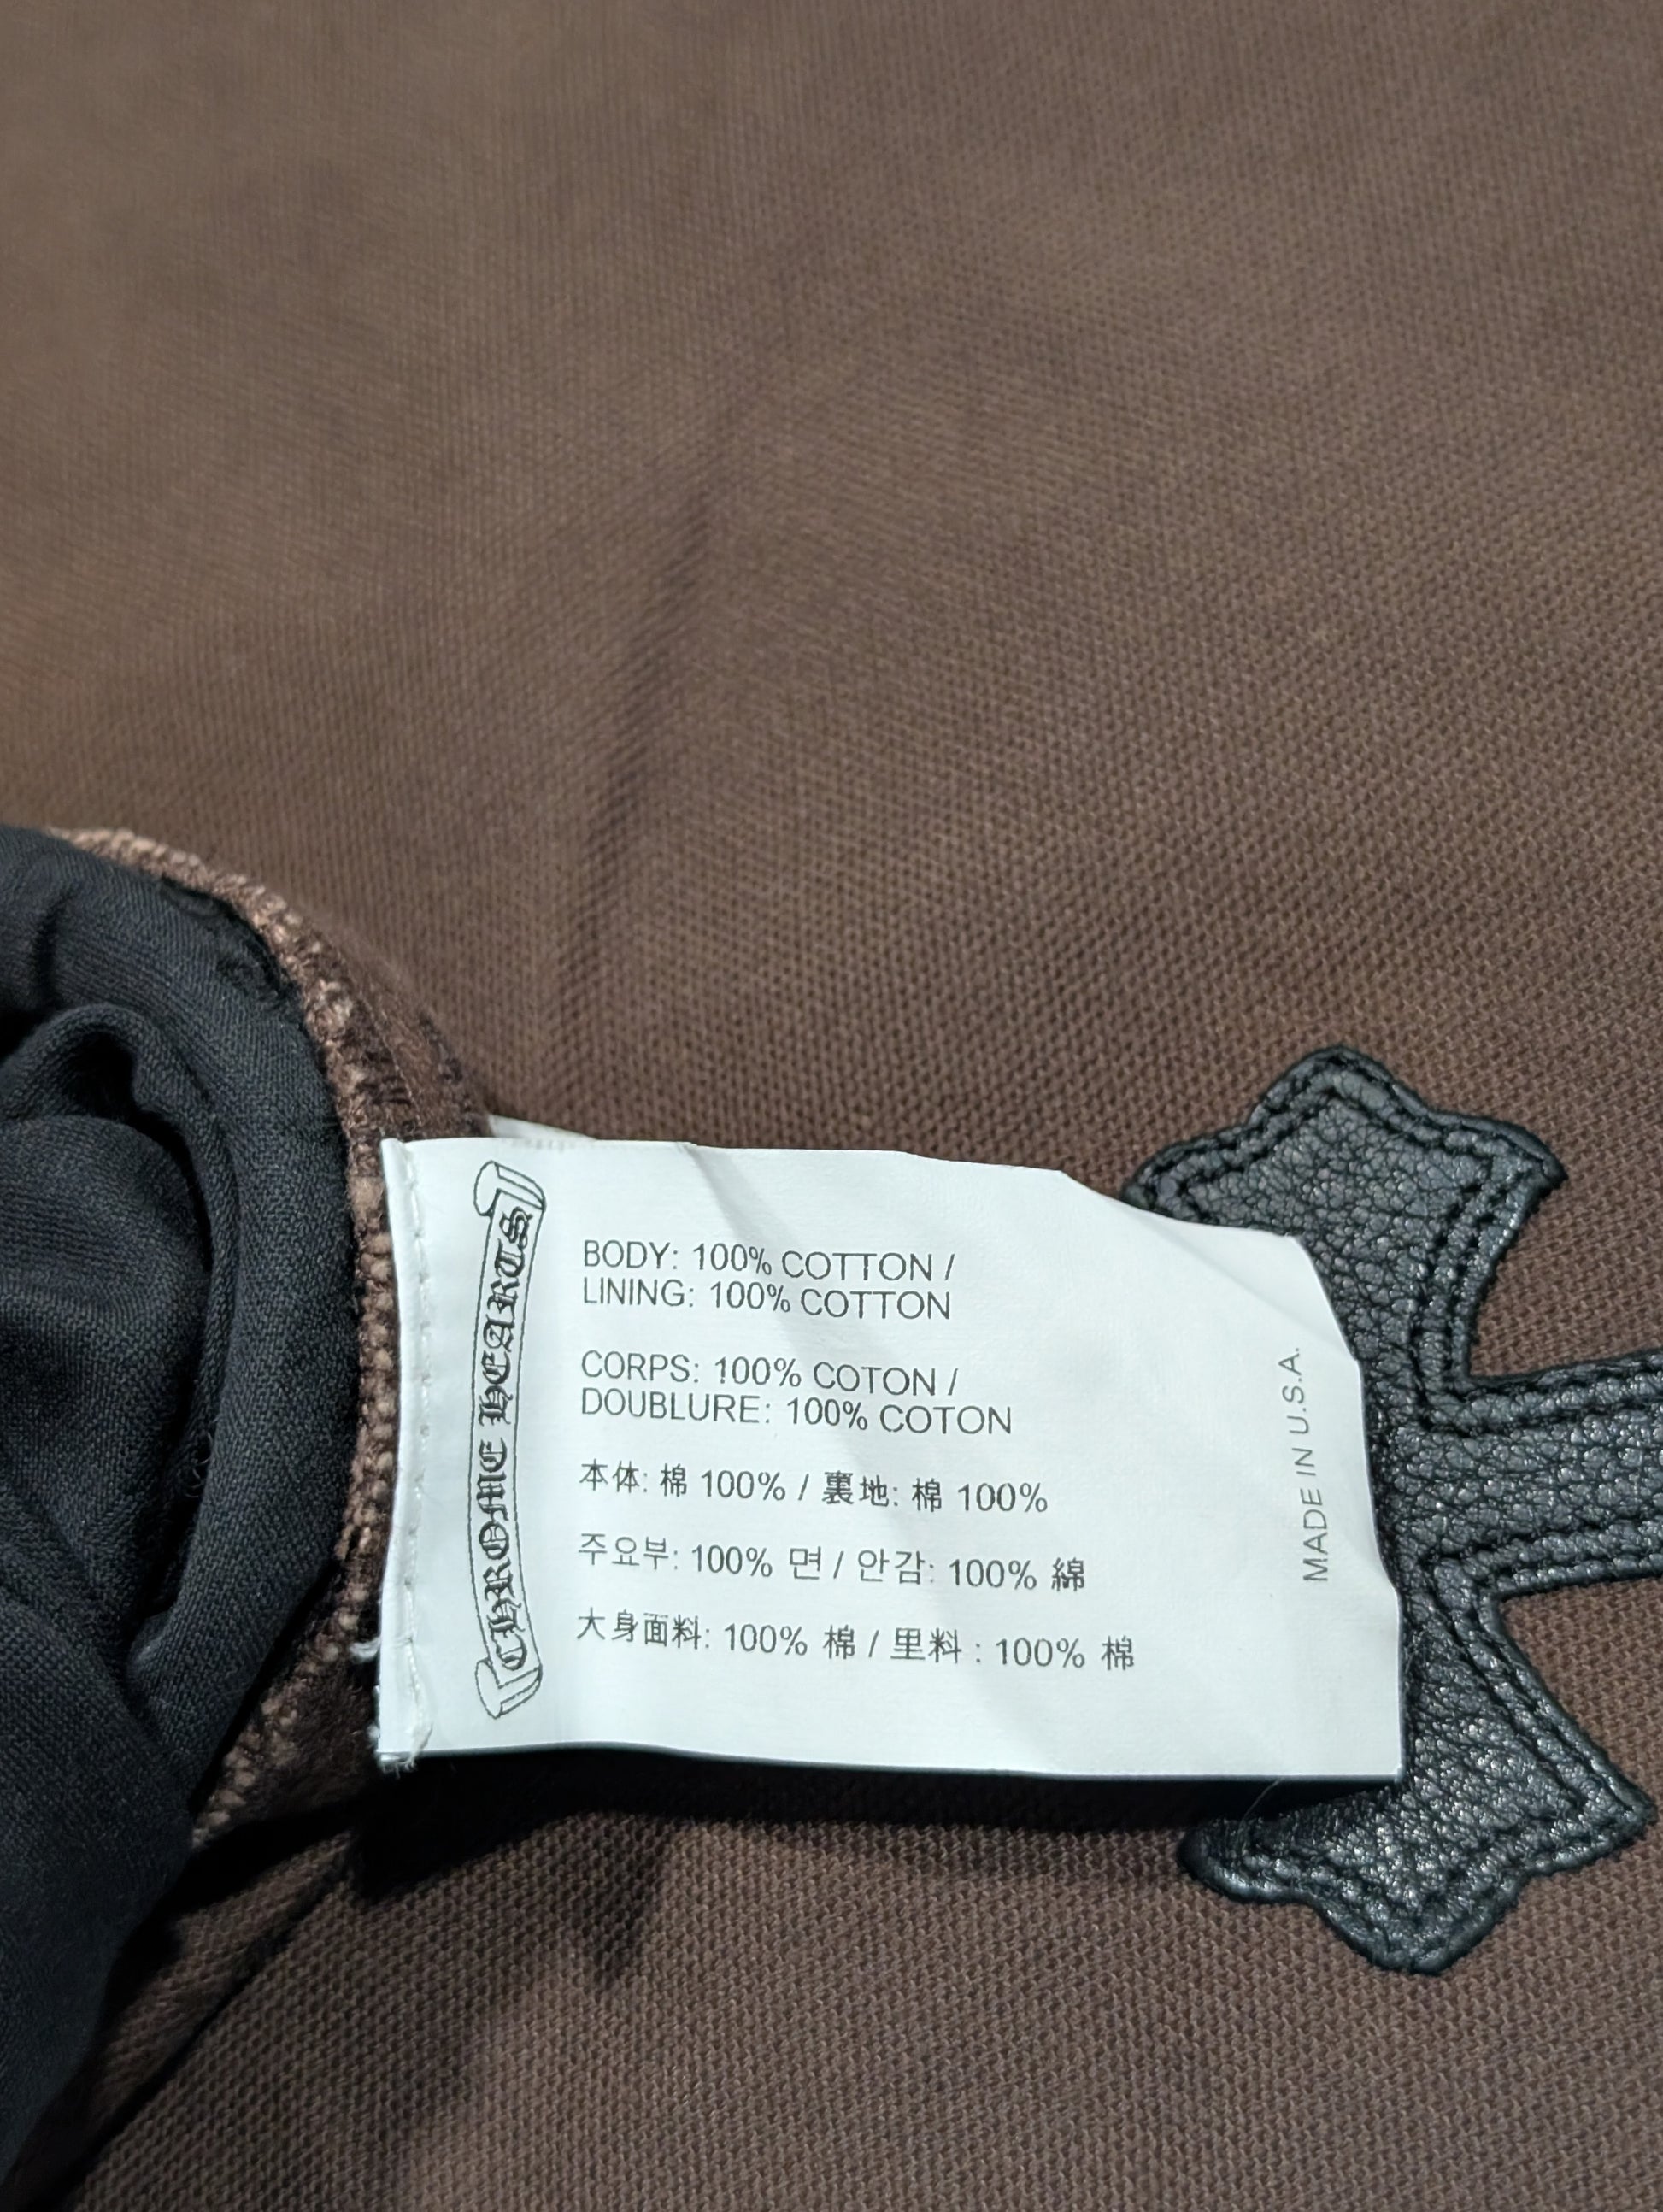 CHROME HEARTS
BODY: 100% COTTON /
LINING: 100% COTTON
CORPS: 100% COTON /
DOUBLURE: 100% COTON
本体: 棉 100% / 裏地: 棉 100%
주요부: 100% 면 / 안감: 100% 綿
大身面料: 100% 棉 / 里料 : 100% 棉
MADE IN U.S.A.